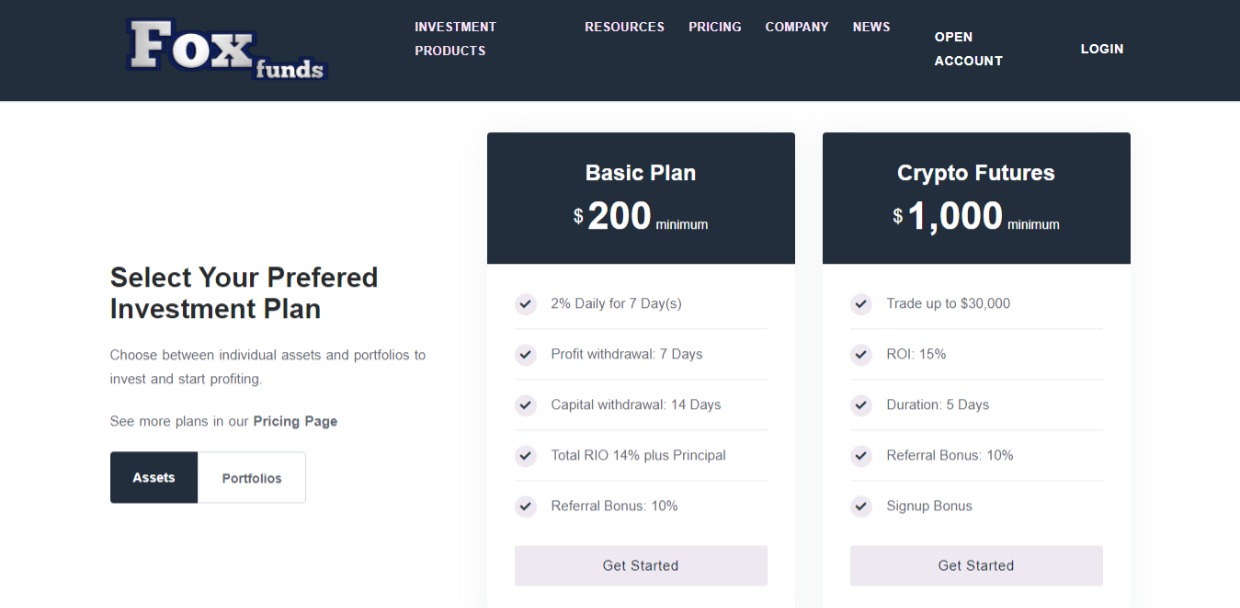 Fox funds
INVESTMENT PRODUCTS
RESOURCES
PRICING
COMPANY
NEWS
OPEN ACCOUNT
LOGIN
Select Your Prefered
Investment Plan
Choose between individual assets and portfolios to
invest and start profiting.
See more plans in our Pricing Page
Assets
Portfolios
Basic Plan
$ 200 minimum
2% Daily for 7 Day(s)
Profit withdrawal: 7 Days
Capital withdrawal: 14 Days
Total RIO 14% plus Principal
Referral Bonus: 10%
Get Started
Crypto Futures
$ 1,000 minimum
Trade up to $30,000
ROI: 15%
Duration: 5 Days
Referral Bonus: 10%
Signup Bonus
Get Started